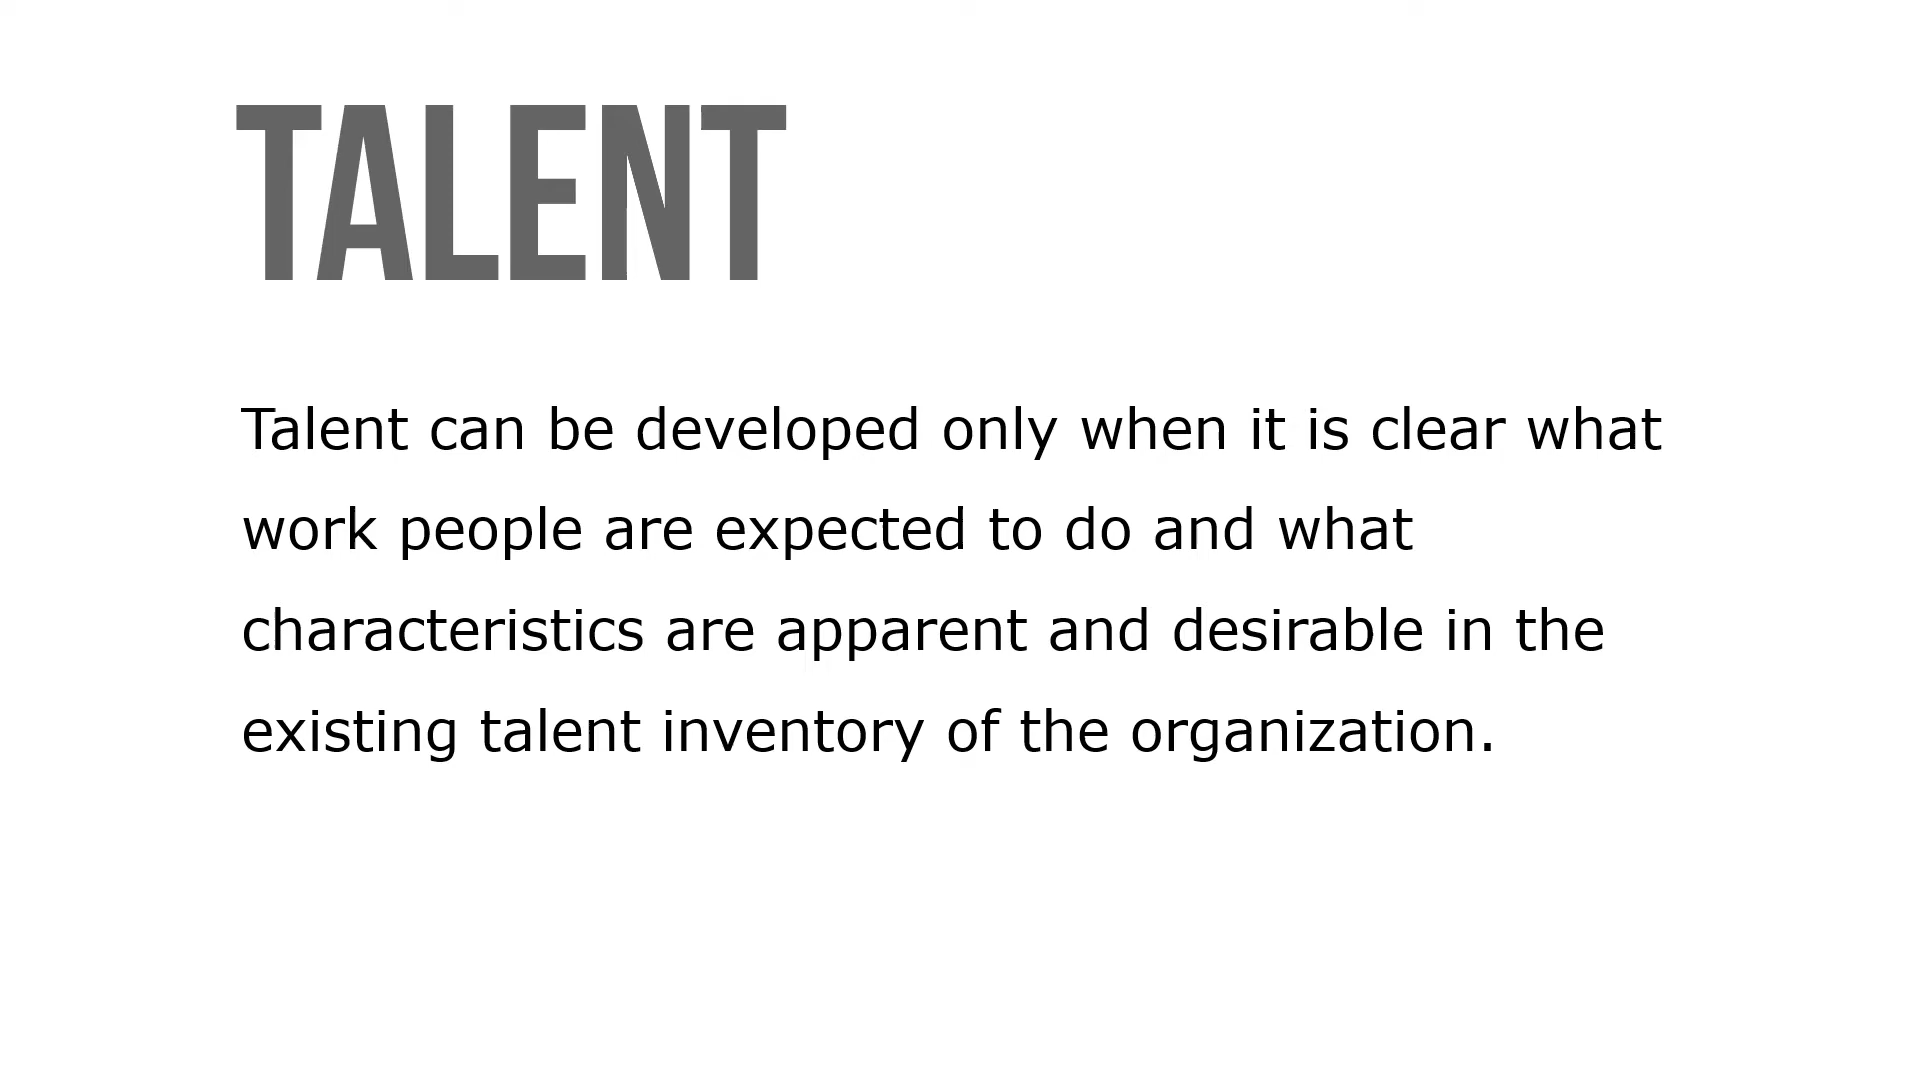 TALENT
Talent can be developed only when it is clear what
work people are expected to do and what
characteristics are apparent and desirable in the
existing talent inventory of the organization.